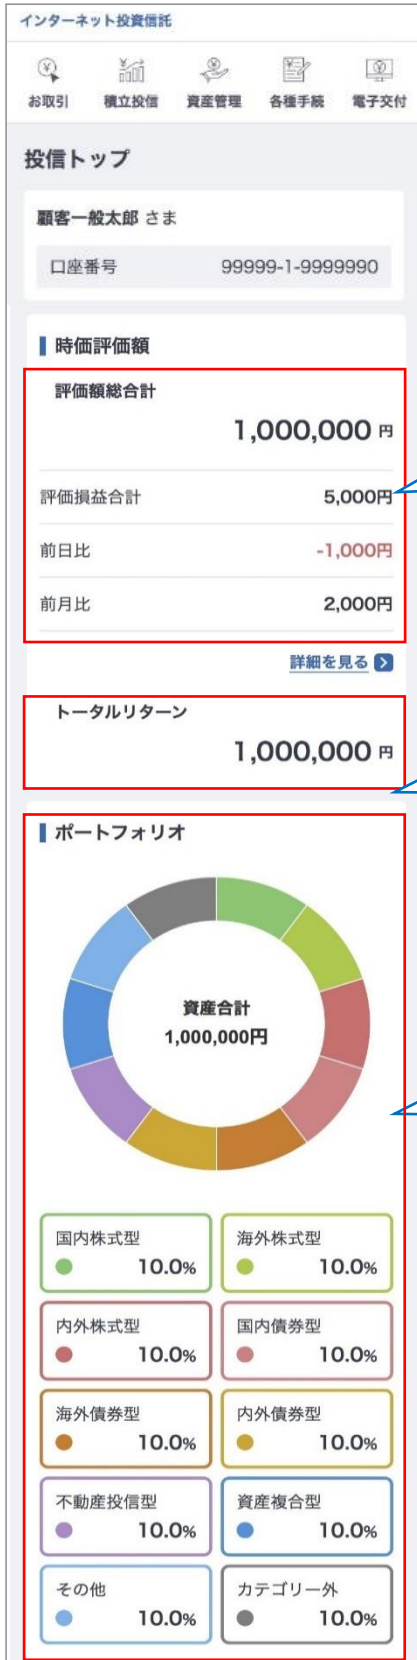 インターネット投資信託
お取引 積立投信 資産管理 各種手続 電子交付
投信トップ
顧客一般太郎 さま
口座番号 99999-1-9999990
時価評価額
評価額総合計
1,000,000 円
評価損益合計 5,000円
前日比 -1,000円
前月比 2,000円
詳細を見る
トータルリターン
1,000,000 円
ポートフォリオ
資産合計
1,000,000円
国内株式型 海外株式型
10.0% 10.0%
内外株式型 国内債券型
10.0% 10.0%
海外債券型 内外債券型
10.0% 10.0%
不動産投信型 資産複合型
10.0% 10.0%
その他 カテゴリー外
10.0% 10.0%